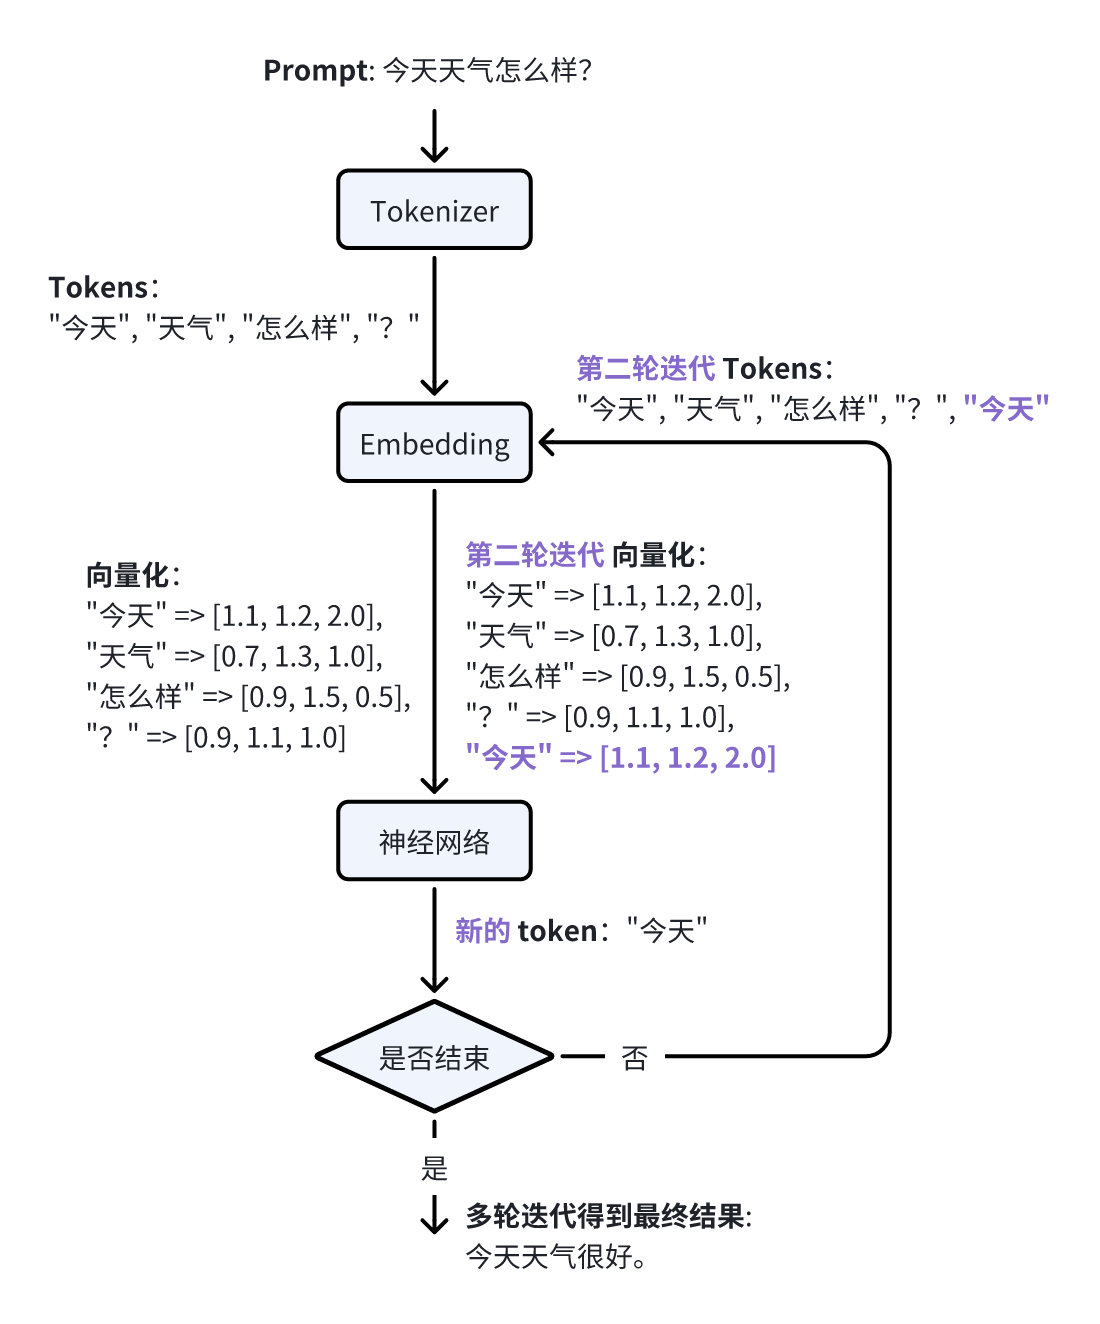 Prompt: 今天天气怎么样?
Tokenizer
Tokens：
"今天", "天气", "怎么样", "？"
第二轮迭代 Tokens：
"今天", "天气", "怎么样", "？", "今天"
Embedding
向量化：
"今天" => [1.1, 1.2, 2.0],
"天气" => [0.7, 1.3, 1.0],
"怎么样" => [0.9, 1.5, 0.5],
"？" => [0.9, 1.1, 1.0]
第二轮迭代 向量化：
"今天" => [1.1, 1.2, 2.0],
"天气" => [0.7, 1.3, 1.0],
"怎么样" => [0.9, 1.5, 0.5],
"？" => [0.9, 1.1, 1.0],
"今天" => [1.1, 1.2, 2.0]
神经网络
新的 token："今天"
是否结束
否
是
多轮迭代得到最终结果:
今天天气很好。